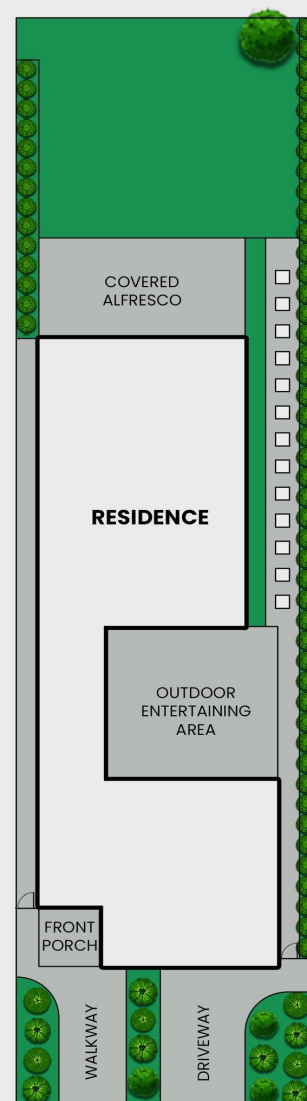 COVERED
ALFRESCO
RESIDENCE
OUTDOOR
ENTERTAINING
AREA
FRONT
PORCH
WALKWAY
DRIVEWAY